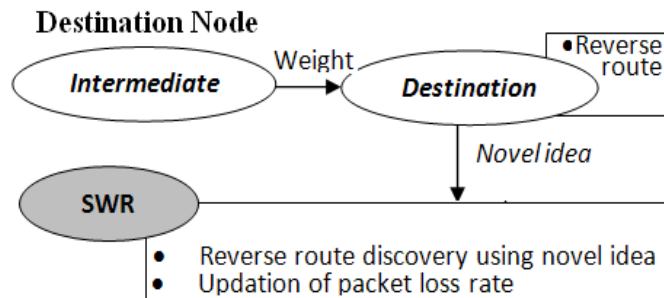 Destination Node
Intermediate
Weight
Destination
•Reverse
route
Novel idea
SWR
• Reverse route discovery using novel idea
• Updation of packet loss rate